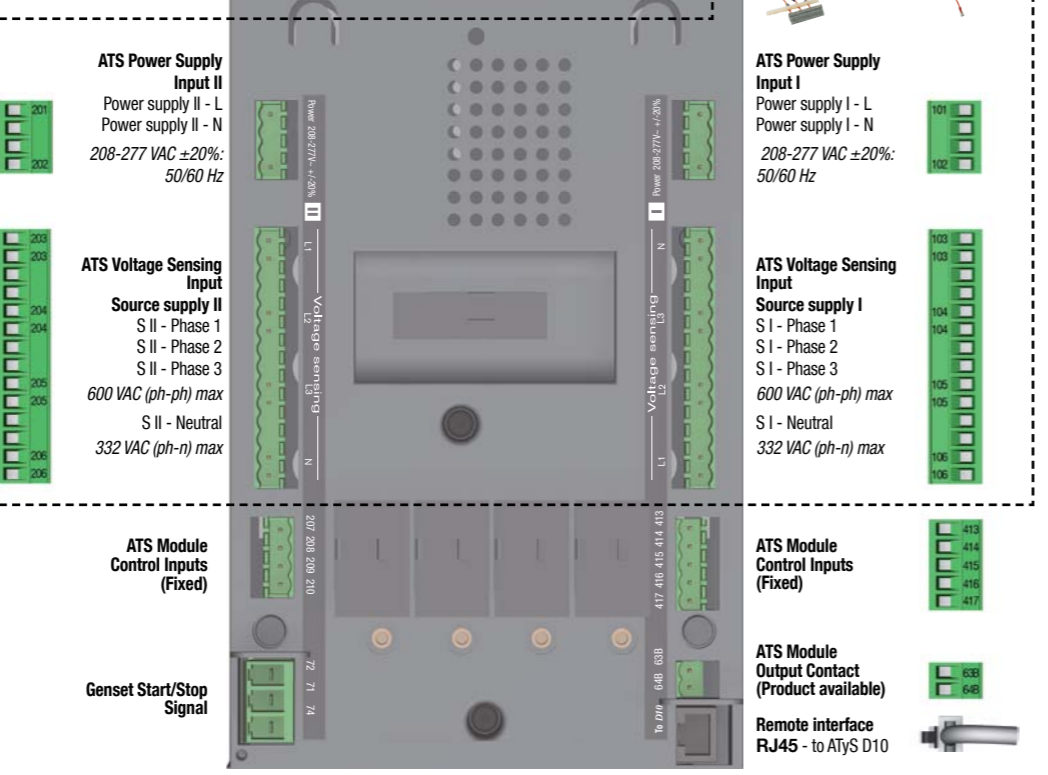 ATS Power Supply
Input II
Power supply II - L
Power supply II - N
208-277 VAC ±20%:
50/60 Hz
201
202
ATS Voltage Sensing
Input
Source supply II
S II - Phase 1
S II - Phase 2
S II - Phase 3
600 VAC (ph-ph) max
S II - Neutral
332 VAC (ph-n) max
203
203
204
204
205
205
206
206
ATS Module
Control Inputs
(Fixed)
Genset Start/Stop
Signal
Power 208-277V~ +/-20%
II
L1
L2
L3
N
Voltage sensing
207 208 209 210
72 71 74
Power 208-277V~ +/-20%
I
N
L3
L2
L1
Voltage sensing
417 416 415 414 413
64B 63B
To D10
ATS Power Supply
Input I
Power supply I - L
Power supply I - N
208-277 VAC ±20%:
50/60 Hz
101
102
ATS Voltage Sensing
Input
Source supply I
S I - Phase 1
S I - Phase 2
S I - Phase 3
600 VAC (ph-ph) max
S I - Neutral
332 VAC (ph-n) max
103
103
104
104
105
105
106
106
ATS Module
Control Inputs
(Fixed)
413
414
415
416
417
ATS Module
Output Contact
(Product available)
63B
64B
Remote interface
RJ45 - to ATyS D10